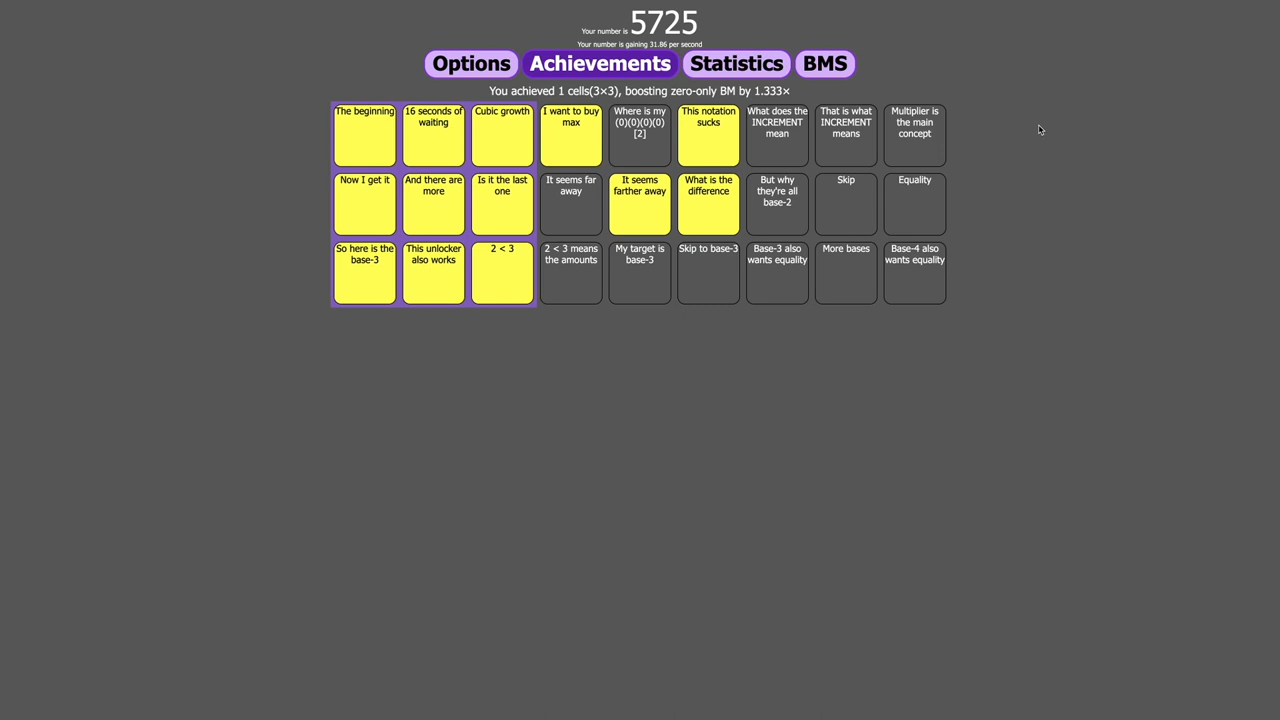 Your number is 5725
Your number is gaining 31.86 per second
Options Achievements Statistics BMS
You achieved 1 cells(3×3), boosting zero-only BM by 1.333×
The beginning
16 seconds of
waiting
Cubic growth
I want to buy
max
Where is my
(0)(0)(0)(0)
[2]
This notation
sucks
What does the
INCREMENT
mean
That is what
INCREMENT
means
Multiplier is
the main
concept
Now I get it
And there are
more
Is it the last
one
It seems far
away
It seems
farther away
What is the
difference
But why
they're all
base-2
Skip
Equality
So here is the
base-3
This unlocker
also works
2 < 3
2 < 3 means
the amounts
My target is
base-3
Skip to base-3
Base-3 also
wants equality
More bases
Base-4 also
wants equality